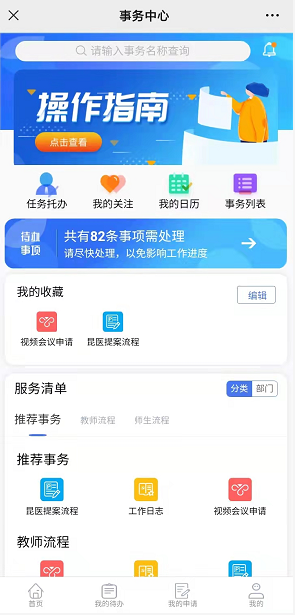 事务中心
请输入事务名称查询
操作指南
点击查看
任务托办
我的关注
我的日历
事务列表
待办
事项
共有82条事项需处理
请尽快处理，以免影响工作进度
我的收藏
编辑
视频会议申请
昆医提案流程
服务清单
分类
部门
推荐事务
教师流程
师生流程
推荐事务
昆医提案流程
工作日志
视频会议申请
教师流程
首页
我的待办
我的申请
我的